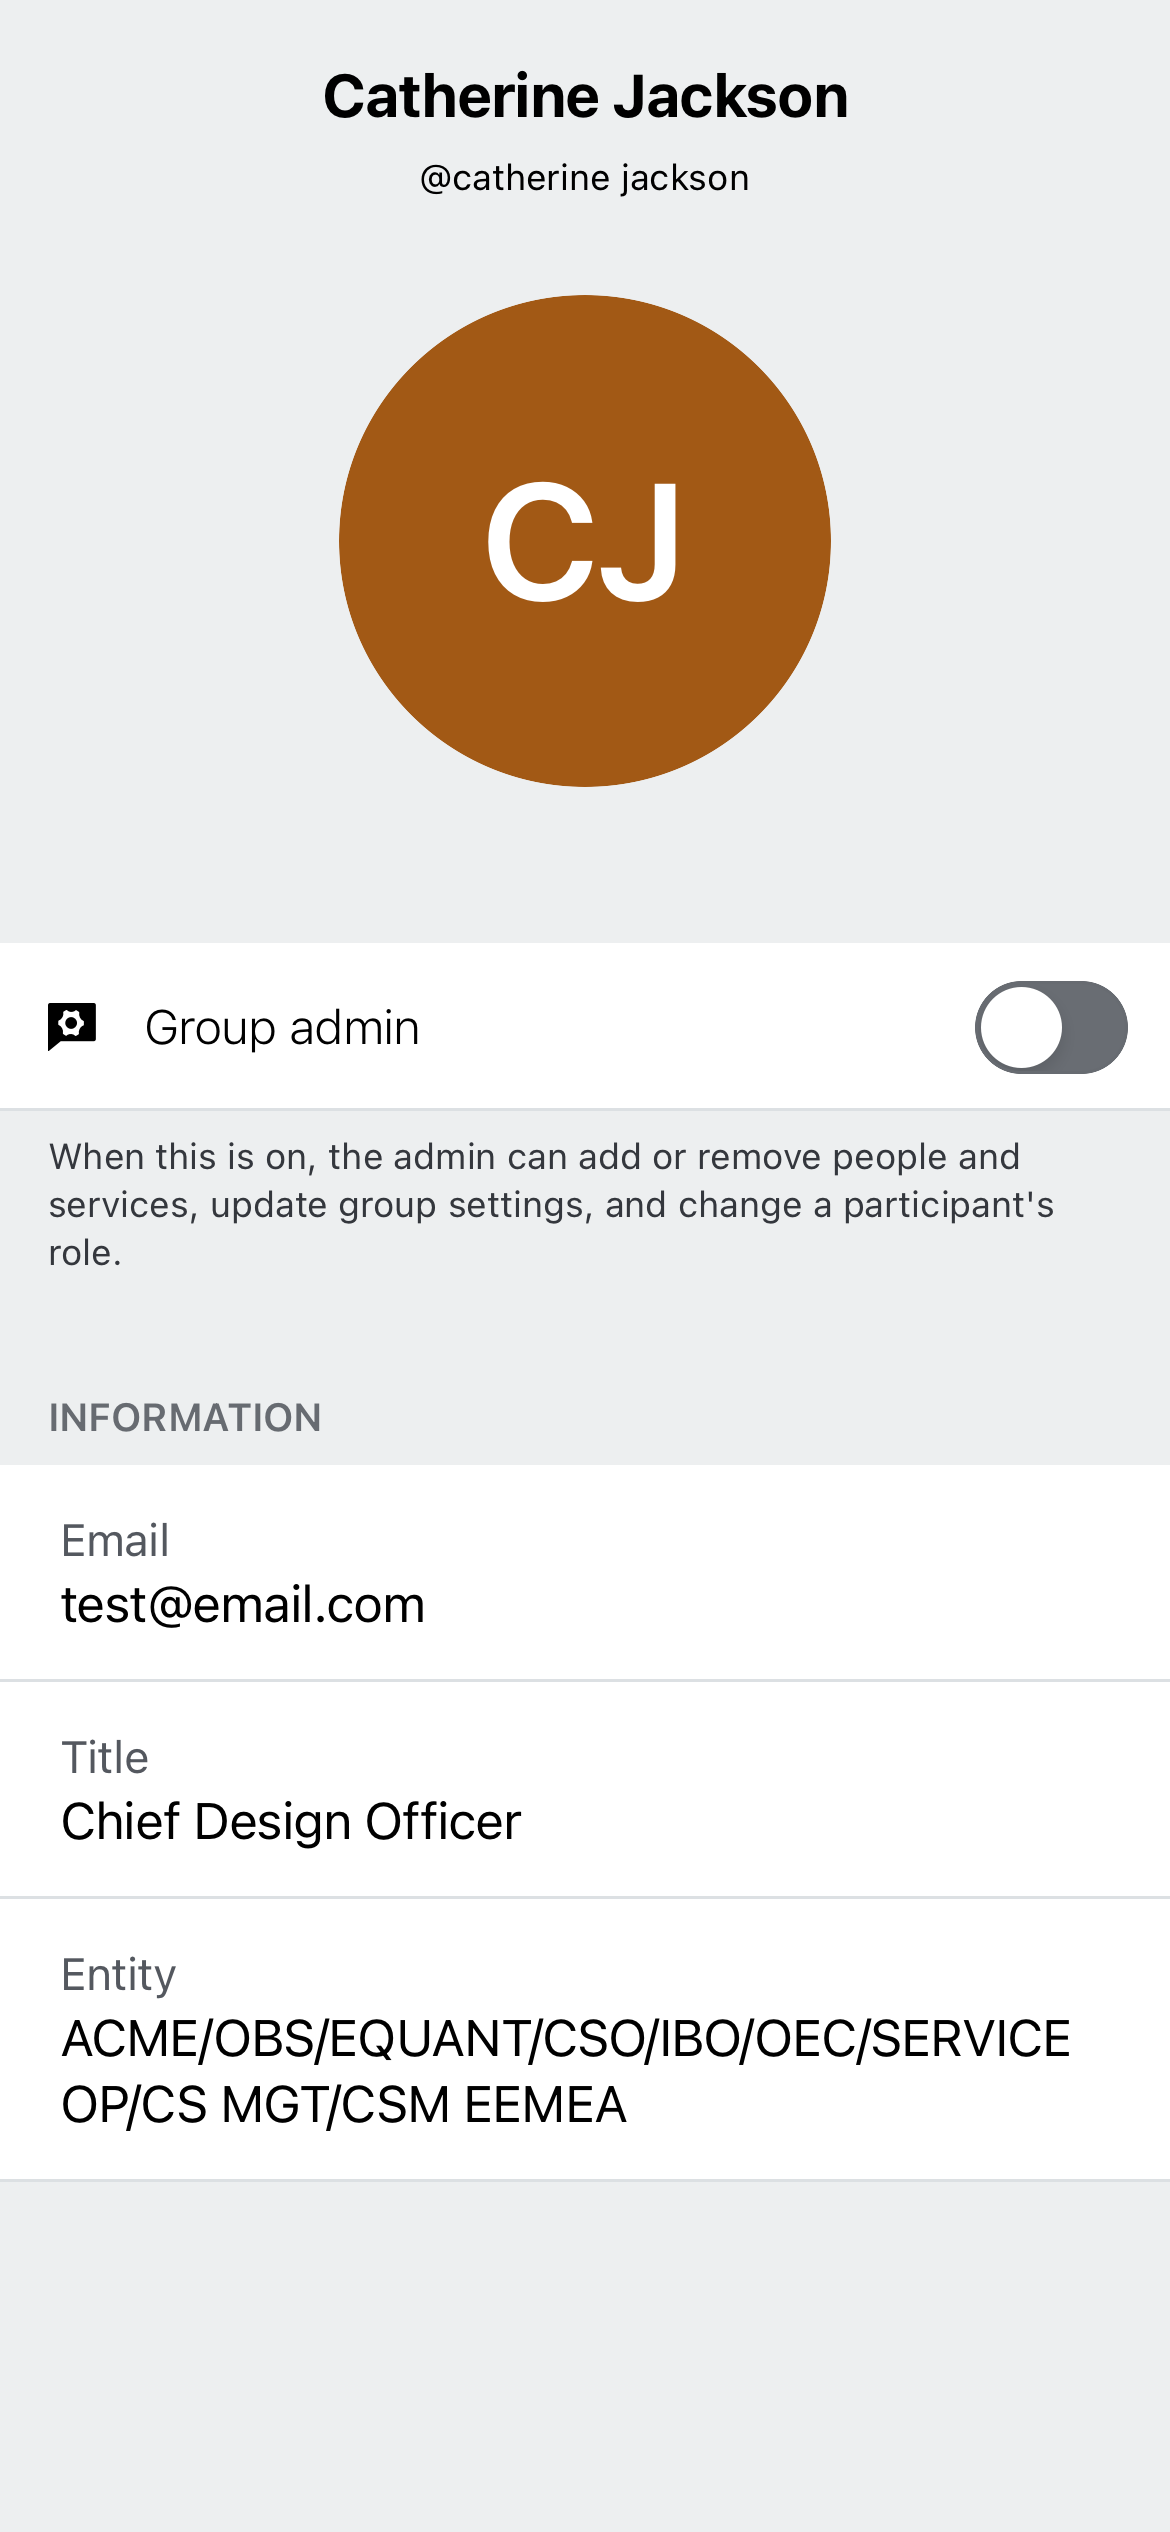 Catherine Jackson
@catherine jackson
CJ
Group admin
When this is on, the admin can add or remove people and
services, update group settings, and change a participant's
role.
INFORMATION
Email
test@email.com
Title
Chief Design Officer
Entity
ACME/OBS/EQUANT/CSO/IBO/OEC/SERVICE
OP/CS MGT/CSM EEMEA